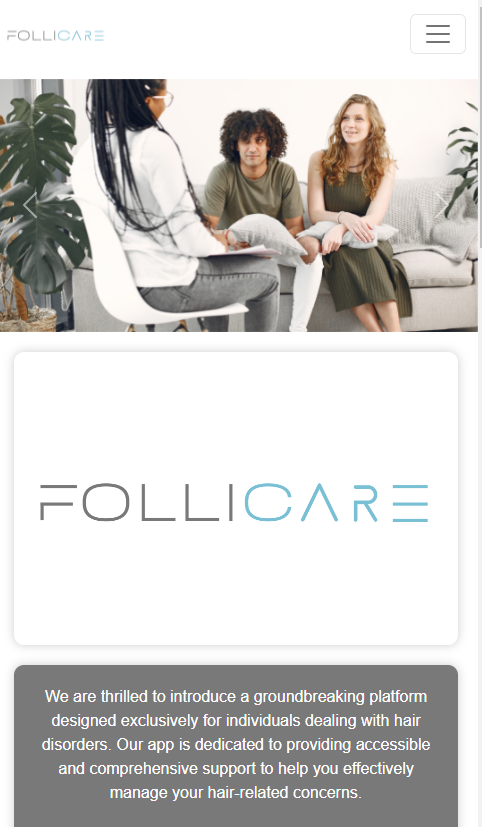 FOLLICARE
FOLLICARE
We are thrilled to introduce a groundbreaking platform
designed exclusively for individuals dealing with hair
disorders. Our app is dedicated to providing accessible
and comprehensive support to help you effectively
manage your hair-related concerns.